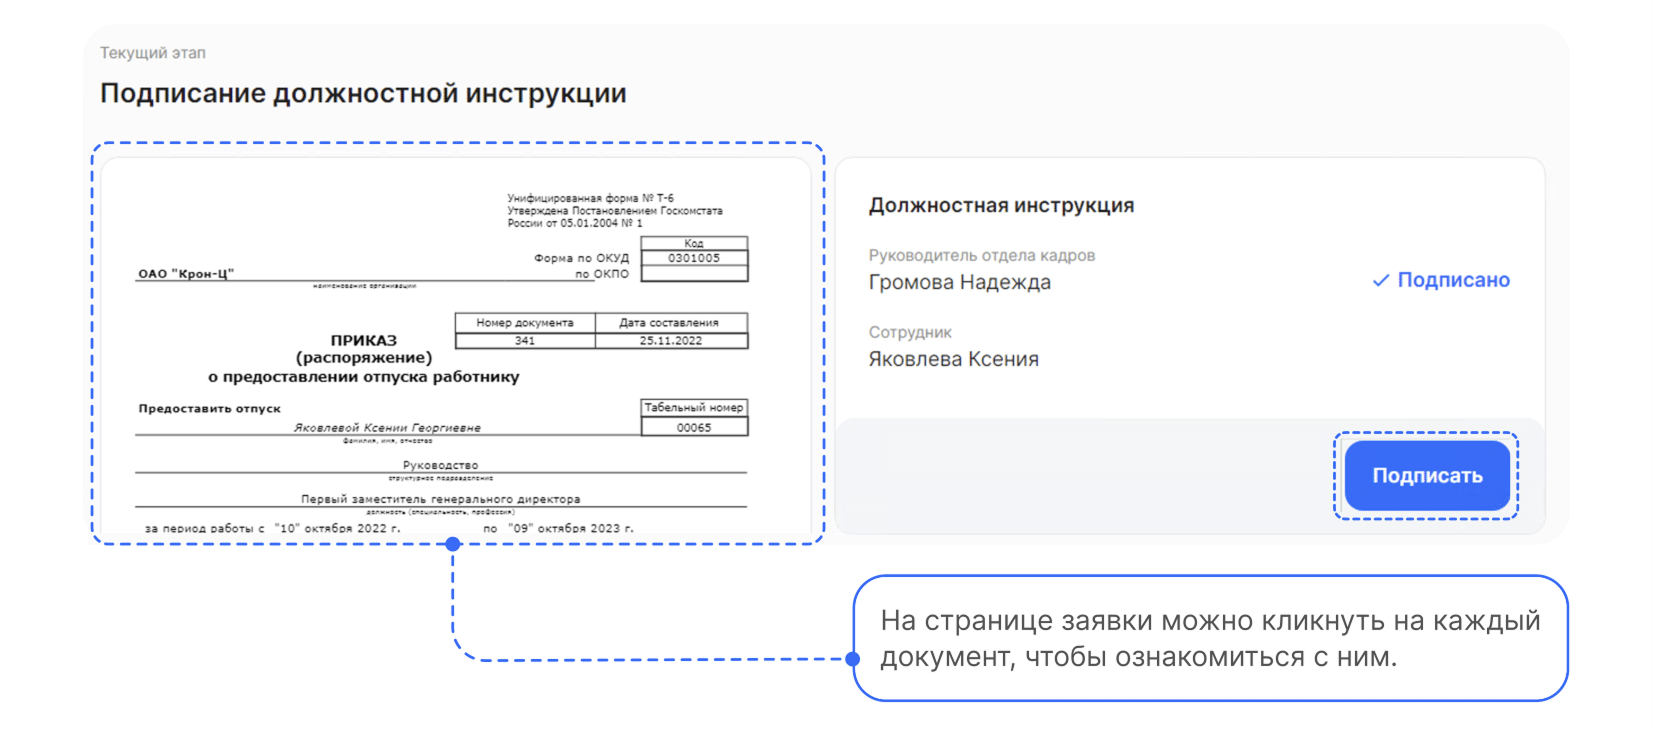 Текущий этап
Подписание должностной инструкции
Унифицированная форма № Т-6
Утверждена Постановлением Госкомстата
России от 05.01.2004 № 1
Код
Форма по ОКУД 0301005
ОАО "Крон-Ц" по ОКПО
наименование организации
Номер документа Дата составления
ПРИКАЗ 341 25.11.2022
(распоряжение)
о предоставлении отпуска работнику
Предоставить отпуск Табельный номер
Яковлевой Ксении Георгиевне 00065
фамилия, имя, отчество
Руководство
структурное подразделение
Первый заместитель генерального директора
должность (специальность, профессия)
за период работы с "10" октября 2022 г. по "09" октября 2023 г.
Должностная инструкция
Руководитель отдела кадров
Громова Надежда
Подписано
Сотрудник
Яковлева Ксения
Подписать
На странице заявки можно кликнуть на каждый
документ, чтобы ознакомиться с ним.